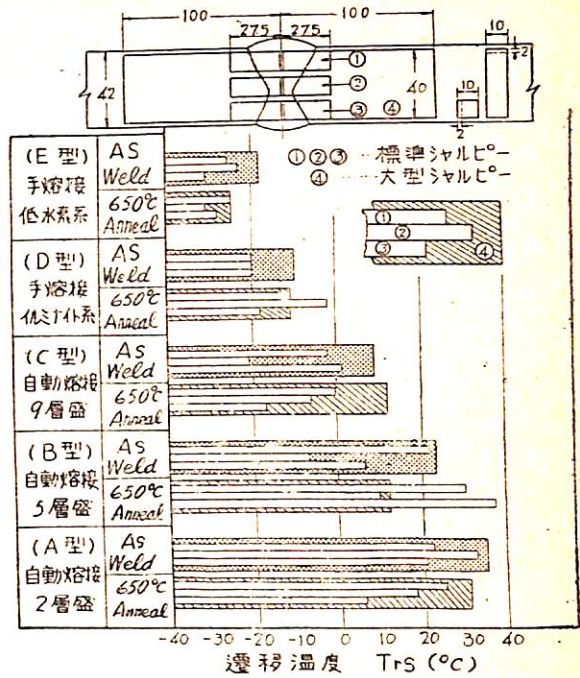 100 100
27.5 27.5
10
2
42
①
②
③ ④
40
10
2
(E型)
手熔接
低水素系
AS
Weld
650℃
Anneal
①②③ … 標準シャルピー
④ … 大型シャルピー
①
②
③
④
(D型)
手熔接
イルミナイト系
AS
Weld
650℃
Anneal
(C型)
自動熔接
9層盛
AS
Weld
650℃
Anneal
(B型)
自動熔接
5層盛
AS
Weld
650℃
Anneal
(A型)
自動熔接
2層盛
AS
Weld
650℃
Anneal
-40 -30 -20 -10 0 10 20 30 40
遷移温度 TrS (℃)